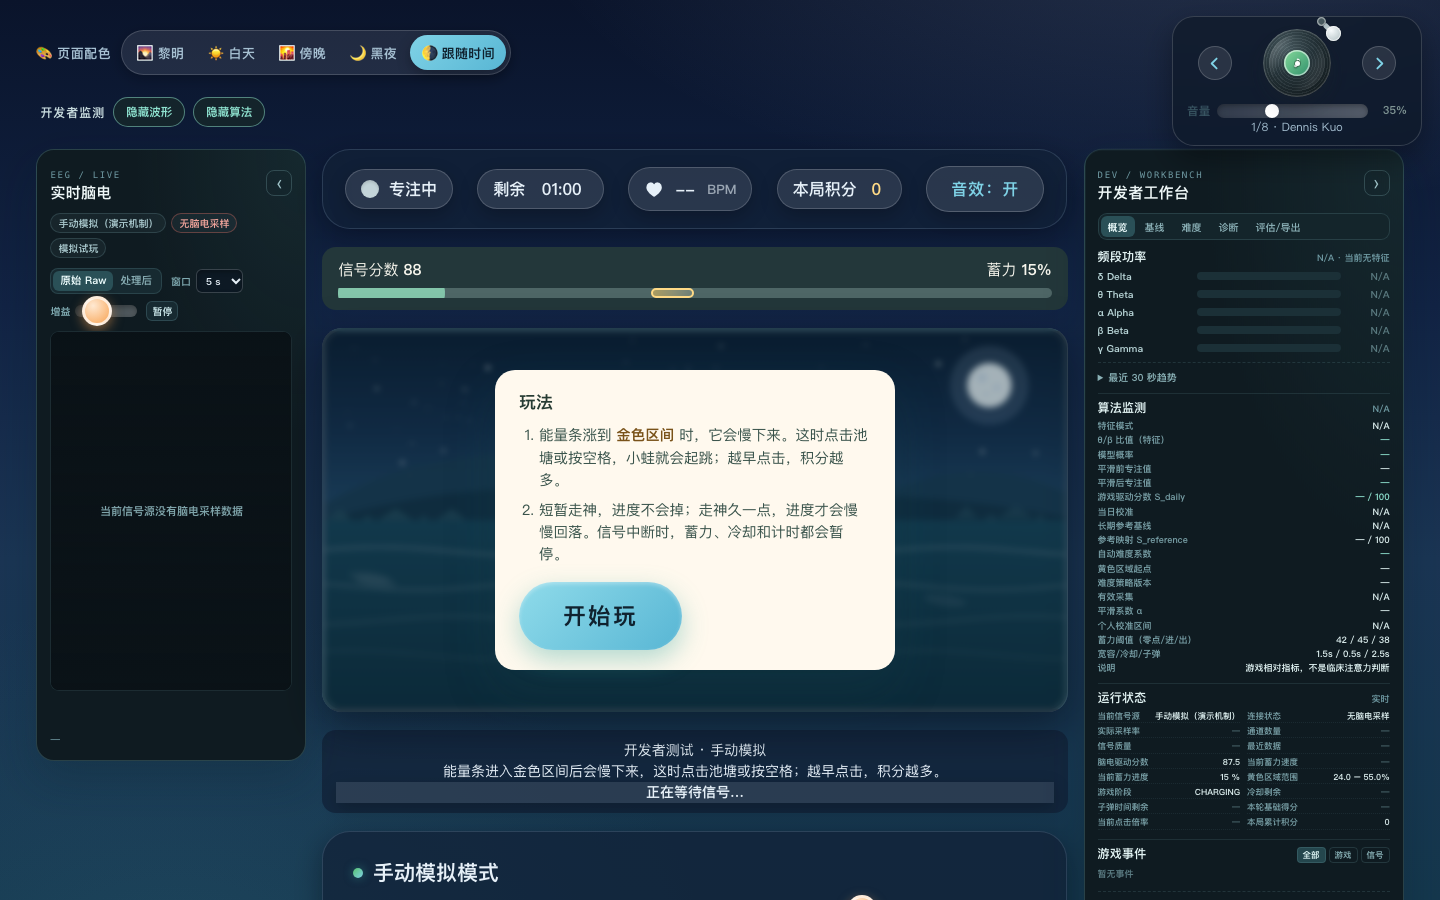 页面配色
黎明
白天
傍晚
黑夜
跟随时间
开发者监测
隐藏波形
隐藏算法
音量
35%
1/8 · Dennis Kuo
EEG / LIVE
实时脑电
手动模拟（演示机制）
无脑电采样
模拟试玩
原始 Raw
处理后
窗口
5 s
增益
暂停
当前信号源没有脑电采样数据
—
专注中
剩余 01:00
-- BPM
本局积分 0
音效：开
信号分数 88
蓄力 15%
玩法
1. 能量条涨到 金色区间 时，它会慢下来。这时点击池
塘或按空格，小蛙就会起跳；越早点击，积分越
多。
2. 短暂走神，进度不会掉；走神久一点，进度才会慢
慢回落。信号中断时，蓄力、冷却和计时都会暂
停。
开始玩
开发者测试 · 手动模拟
能量条进入金色区间后会慢下来，这时点击池塘或按空格；越早点击，积分越多。
正在等待信号…
手动模拟模式
DEV / WORKBENCH
开发者工作台
概览
基线
难度
诊断
评估/导出
频段功率
N/A · 当前无特征
δ Delta N/A
θ Theta N/A
α Alpha N/A
β Beta N/A
γ Gamma N/A
最近 30 秒趋势
算法监测 N/A
特征模式 N/A
θ/β 比值（特征） —
模型概率 —
平滑前专注值 —
平滑后专注值 —
游戏驱动分数 S_daily — / 100
当日校准 N/A
长期参考基线 N/A
参考映射 S_reference — / 100
自动难度系数 —
黄色区域起点 —
难度策略版本 —
有效采集 N/A
平滑系数 α —
个人校准区间 N/A
蓄力阈值（零点/进/出） 42 / 45 / 38
宽容/冷却/子弹 1.5s / 0.5s / 2.5s
说明 游戏相对指标，不是临床注意力判断
运行状态 实时
当前信号源 手动模拟（演示机制） 连接状态 无脑电采样
实际采样率 — 通道数量 —
信号质量 — 最近数据 —
脑电驱动分数 87.5 当前蓄力速度 —
当前蓄力进度 15 % 黄色区域范围 24.0 – 55.0%
游戏阶段 CHARGING 冷却剩余 —
子弹时间剩余 — 本轮基础得分 —
当前点击倍率 — 本局累计积分 0
游戏事件
全部
游戏
信号
暂无事件